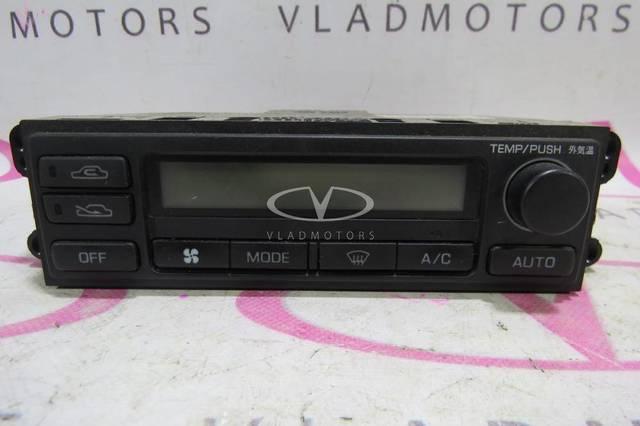 MOTORS
VLADMOTORS
TEMP/PUSH 外気温
VLADMOTORS
OFF
MODE
A/C
AUTO